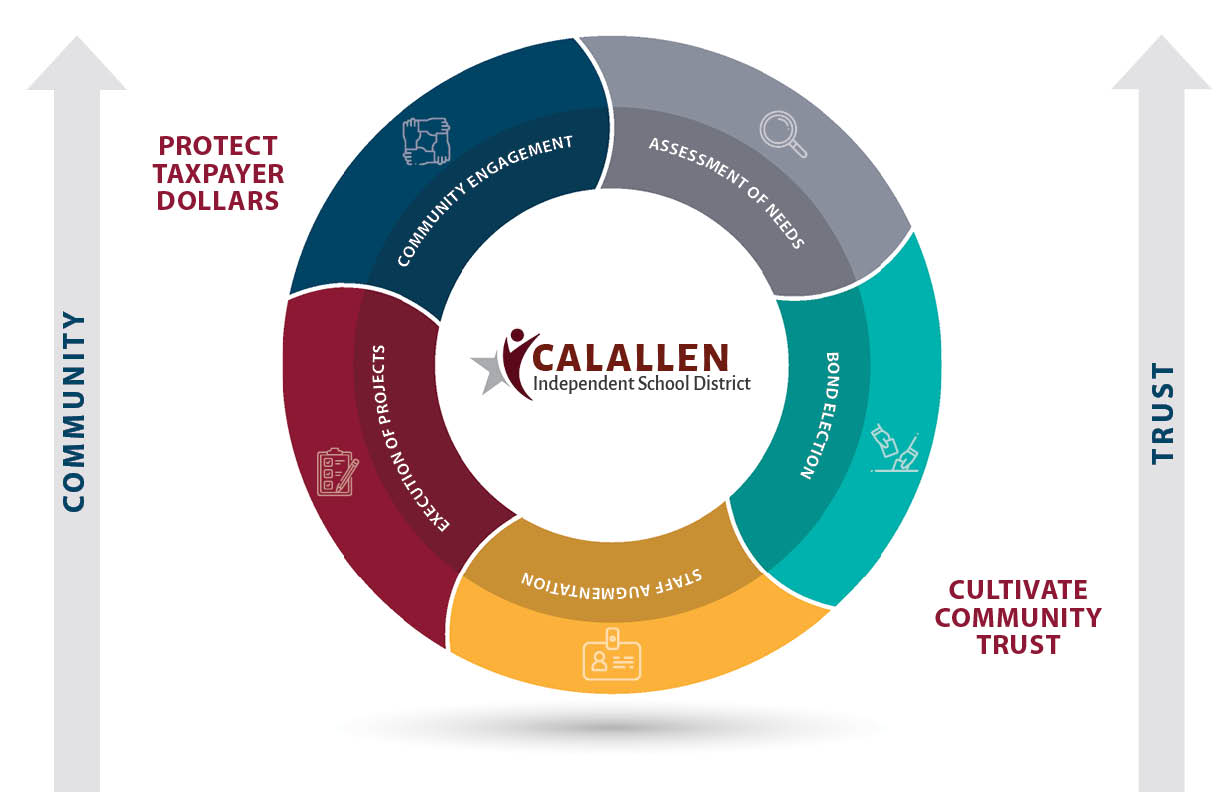 PROTECT
TAXPAYER
DOLLARS
COMMUNITY ENGAGEMENT
ASSESSMENT OF NEEDS
COMMUNITY
EXECUTION OF PROJECTS
CALALLEN
Independent School District
BOND ELECTION
TRUST
STAFF AUGMENTATION
CULTIVATE
COMMUNITY
TRUST